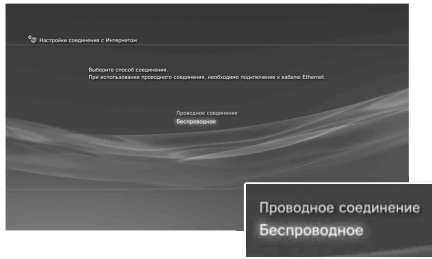 Настройки соединения с Интернетом
Выберите способ соединения.
При использовании проводного соединения, необходимо подключение к кабелю Ethernet.
Проводное соединение
Беспроводное
Проводное соединение
Беспроводное